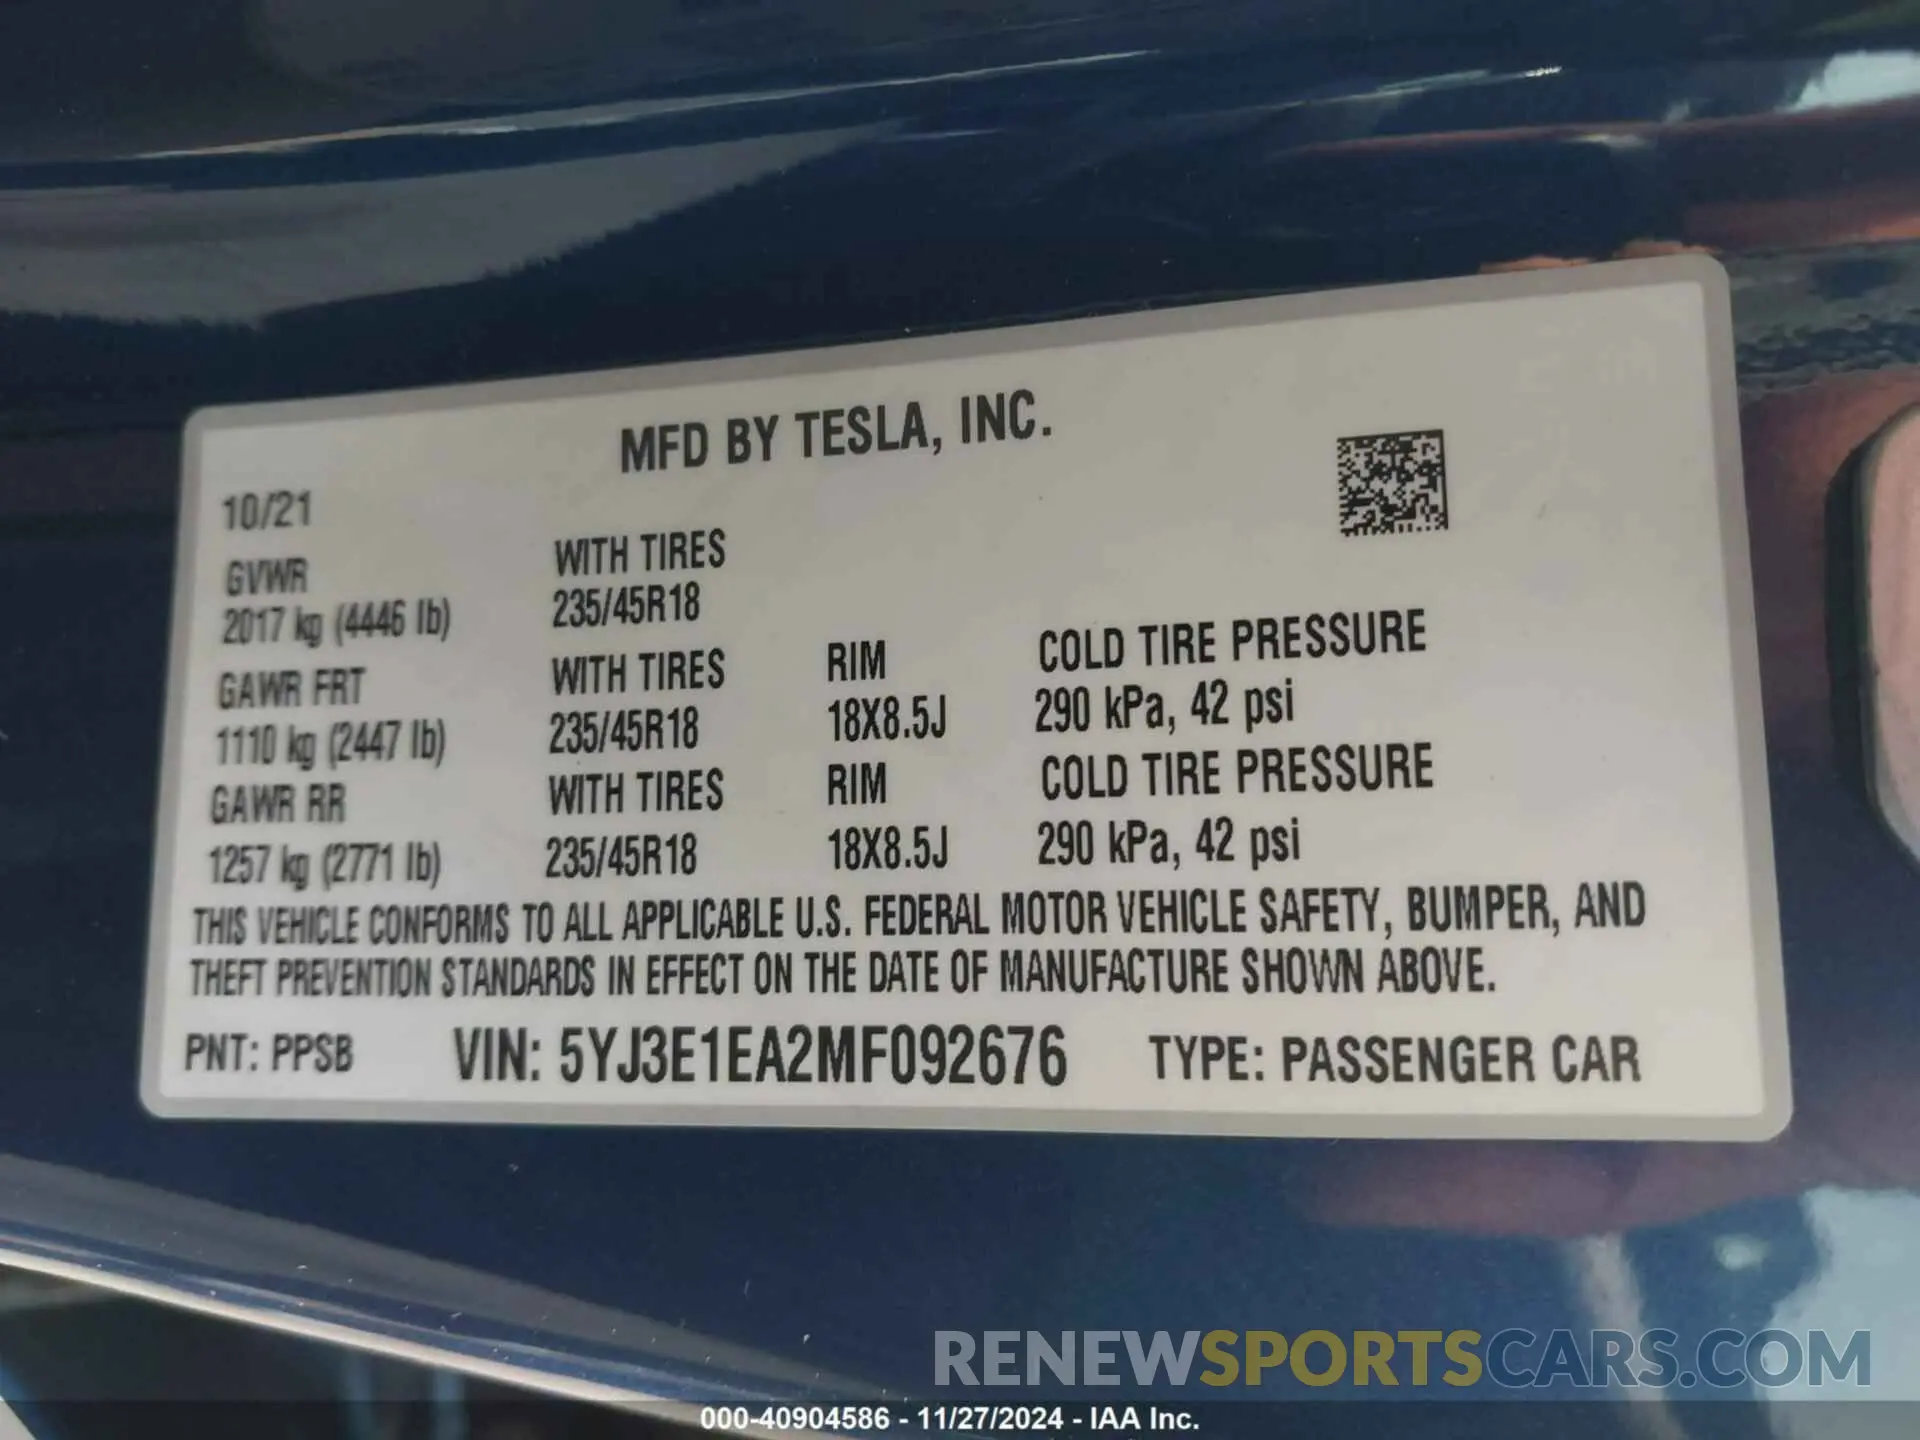 MFD BY TESLA, INC.
10/21
GVWR WITH TIRES
2017 kg (4446 lb) 235/45R18
GAWR FRT WITH TIRES RIM COLD TIRE PRESSURE
1110 kg (2447 lb) 235/45R18 18X8.5J 290 kPa, 42 psi
GAWR RR WITH TIRES RIM COLD TIRE PRESSURE
1257 kg (2771 lb) 235/45R18 18X8.5J 290 kPa, 42 psi
THIS VEHICLE CONFORMS TO ALL APPLICABLE U.S. FEDERAL MOTOR VEHICLE SAFETY, BUMPER, AND
THEFT PREVENTION STANDARDS IN EFFECT ON THE DATE OF MANUFACTURE SHOWN ABOVE.
PNT: PPSB VIN: 5YJ3E1EA2MF092676 TYPE: PASSENGER CAR
RENEWSPORTSCARS.COM
000-40904586 - 11/27/2024 - IAA Inc.